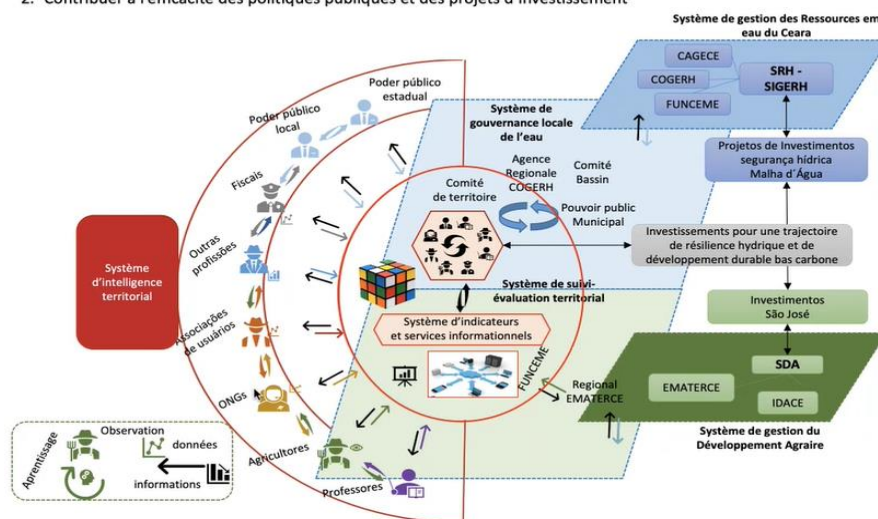 2. Contribuer à l'efficacité des politiques publiques et des projets d'investissement
Système de gestion des Ressources em
eau du Ceara
CAGECE
COGERH
FUNCEME
SRH -
SIGERH
Projetos de Investimentos
segurança hídrica
Malha d´Água
Investissements pour une trajectoire
de résilience hydrique et de
développement durable bas carbone
Investimentos
São José
SDA
EMATERCE
IDACE
Système de gestion du
Dévéloppement Agraire
Système de
gouvernance locale
de l'eau
Agence
Regionale
COGERH
Comité
Bassin
Pouvoir public
Municipal
Comité
de territoire
Système de suivi-
évaluation territorial
Système d'indicateurs
et services informationnels
FUNCEME
Regional
EMATERCE
Poder público
estadual
Poder público
local
Fiscais
Outras
profissões
Associações
de usuários
ONGs
Agricultores
Professores
Système
d'intelligence
territorial
Aprentissage
Observation
données
informations